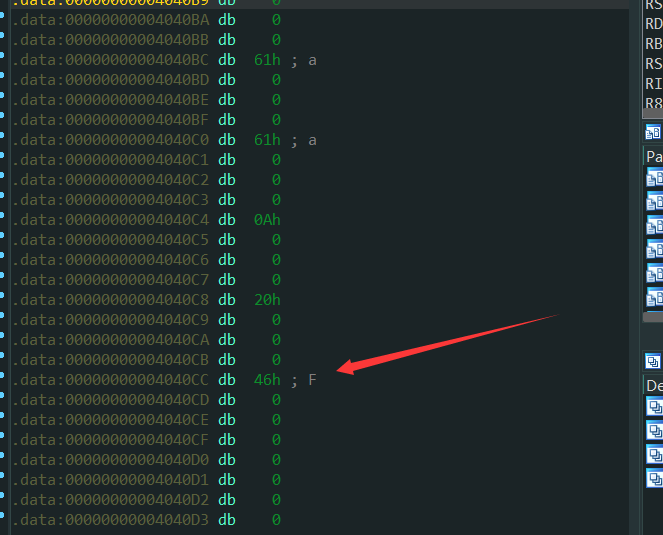 .data:00000000004040B9 db 0
.data:00000000004040BA db 0
.data:00000000004040BB db 0
.data:00000000004040BC db 61h ; a
.data:00000000004040BD db 0
.data:00000000004040BE db 0
.data:00000000004040BF db 0
.data:00000000004040C0 db 61h ; a
.data:00000000004040C1 db 0
.data:00000000004040C2 db 0
.data:00000000004040C3 db 0
.data:00000000004040C4 db 0Ah
.data:00000000004040C5 db 0
.data:00000000004040C6 db 0
.data:00000000004040C7 db 0
.data:00000000004040C8 db 20h
.data:00000000004040C9 db 0
.data:00000000004040CA db 0
.data:00000000004040CB db 0
.data:00000000004040CC db 46h ; F
.data:00000000004040CD db 0
.data:00000000004040CE db 0
.data:00000000004040CF db 0
.data:00000000004040D0 db 0
.data:00000000004040D1 db 0
.data:00000000004040D2 db 0
.data:00000000004040D3 db 0
RS
RD
RB
RS
RI
R8
Pa
De